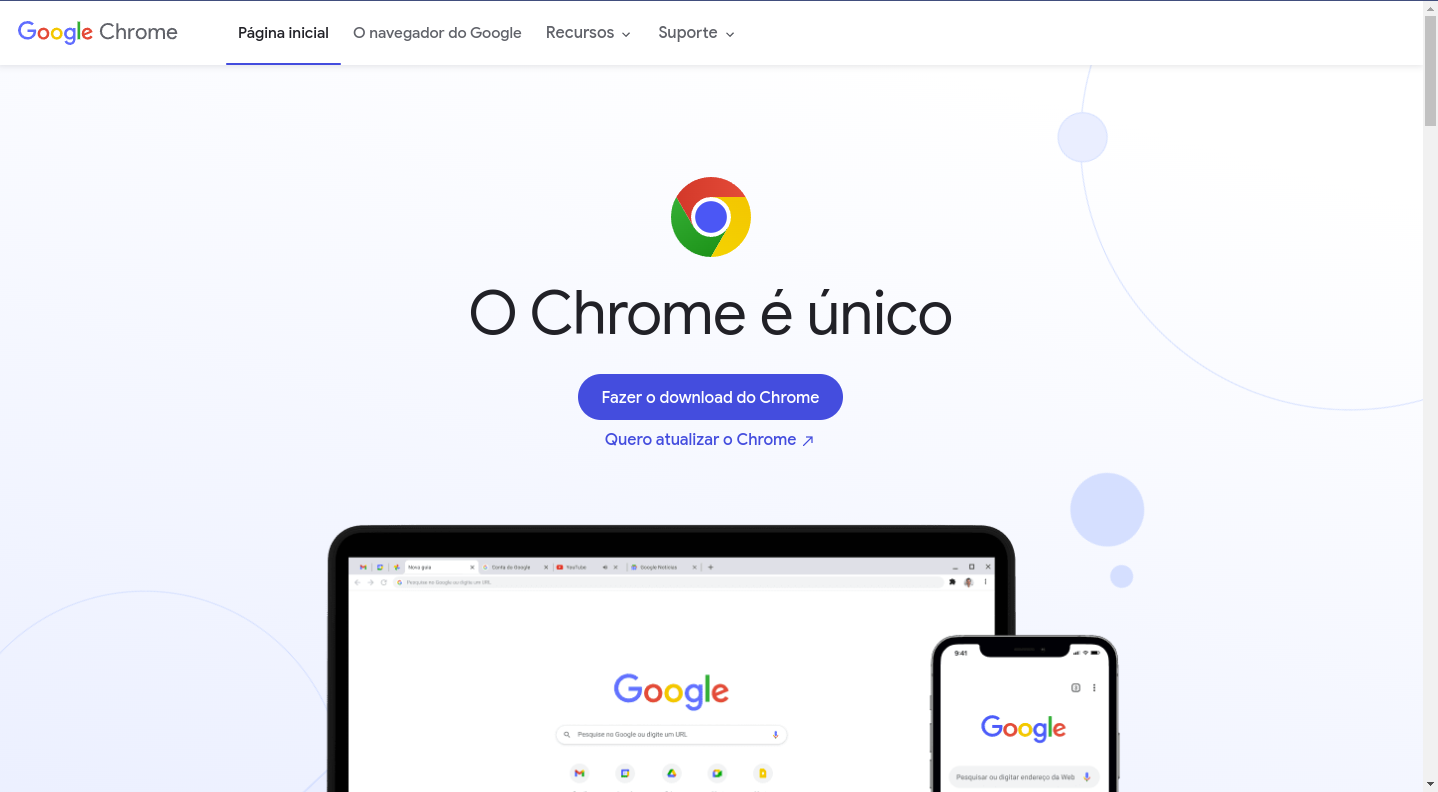 Google Chrome
Página inicial
O navegador do Google
Recursos
Suporte
O Chrome é único
Fazer o download do Chrome
Quero atualizar o Chrome
Nova guia
Conta do Google
YouTube
Google Notícias
Pesquise no Google ou digite um URL
Google
Pesquise no Google ou digite um URL
9:41
Google
Pesquisar ou digitar endereço da Web